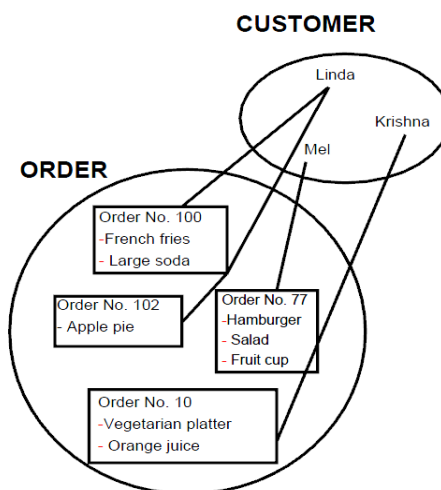 CUSTOMER
Linda
Krishna
Mel
ORDER
Order No. 100
-French fries
- Large soda
Order No. 102
- Apple pie
Order No. 77
-Hamburger
- Salad
- Fruit cup
Order No. 10
-Vegetarian platter
- Orange juice